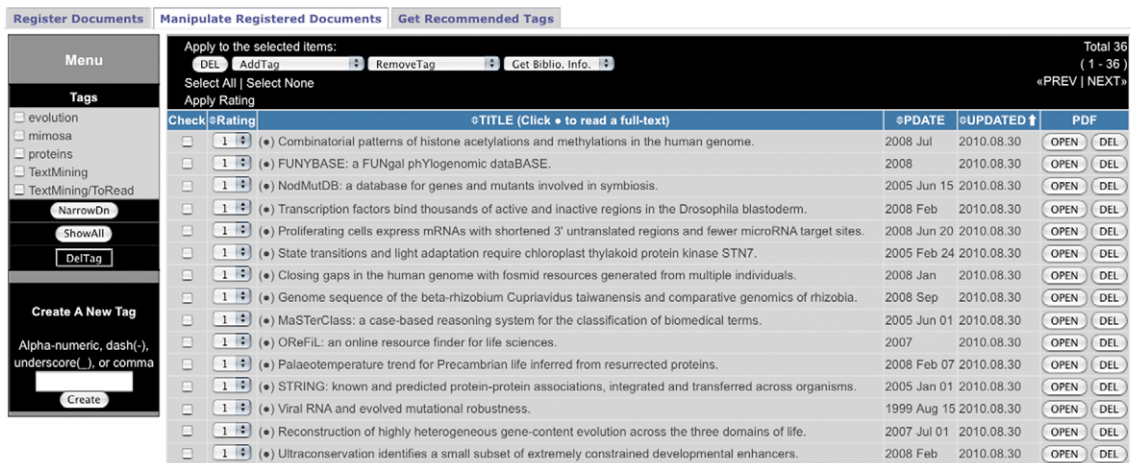 Register Documents Manipulate Registered Documents Get Recommended Tags
Menu
Tags
evolution
mimosa
proteins
TextMining
TextMining/ToRead
NarrowDn
ShowAll
DelTag
Create A New Tag
Alpha-numeric, dash(-),
underscore(_), or comma
Create
Apply to the selected items:
DEL AddTag RemoveTag Get Biblio. Info.
Select All | Select None
Apply Rating
Total 36
( 1 - 36 )
«PREV | NEXT»
Check Rating TITLE (Click ● to read a full-text) PDATE UPDATED PDF
1 (●) Combinatorial patterns of histone acetylations and methylations in the human genome. 2008 Jul 2010.08.30 OPEN DEL
1 (●) FUNYBASE: a FUNgal phYlogenomic dataBASE. 2008 2010.08.30 OPEN DEL
1 (●) NodMutDB: a database for genes and mutants involved in symbiosis. 2005 Jun 15 2010.08.30 OPEN DEL
1 (●) Transcription factors bind thousands of active and inactive regions in the Drosophila blastoderm. 2008 Feb 2010.08.30 OPEN DEL
1 (●) Proliferating cells express mRNAs with shortened 3' untranslated regions and fewer microRNA target sites. 2008 Jun 20 2010.08.30 OPEN DEL
1 (●) State transitions and light adaptation require chloroplast thylakoid protein kinase STN7. 2005 Feb 24 2010.08.30 OPEN DEL
1 (●) Closing gaps in the human genome with fosmid resources generated from multiple individuals. 2008 Jan 2010.08.30 OPEN DEL
1 (●) Genome sequence of the beta-rhizobium Cupriavidus taiwanensis and comparative genomics of rhizobia. 2008 Sep 2010.08.30 OPEN DEL
1 (●) MaSTerClass: a case-based reasoning system for the classification of biomedical terms. 2005 Jun 01 2010.08.30 OPEN DEL
1 (●) OReFiL: an online resource finder for life sciences. 2007 2010.08.30 OPEN DEL
1 (●) Palaeotemperature trend for Precambrian life inferred from resurrected proteins. 2008 Feb 07 2010.08.30 OPEN DEL
1 (●) STRING: known and predicted protein-protein associations, integrated and transferred across organisms. 2005 Jan 01 2010.08.30 OPEN DEL
1 (●) Viral RNA and evolved mutational robustness. 1999 Aug 15 2010.08.30 OPEN DEL
1 (●) Reconstruction of highly heterogeneous gene-content evolution across the three domains of life. 2007 Jul 01 2010.08.30 OPEN DEL
1 (●) Ultraconservation identifies a small subset of extremely constrained developmental enhancers. 2008 Feb 2010.08.30 OPEN DEL